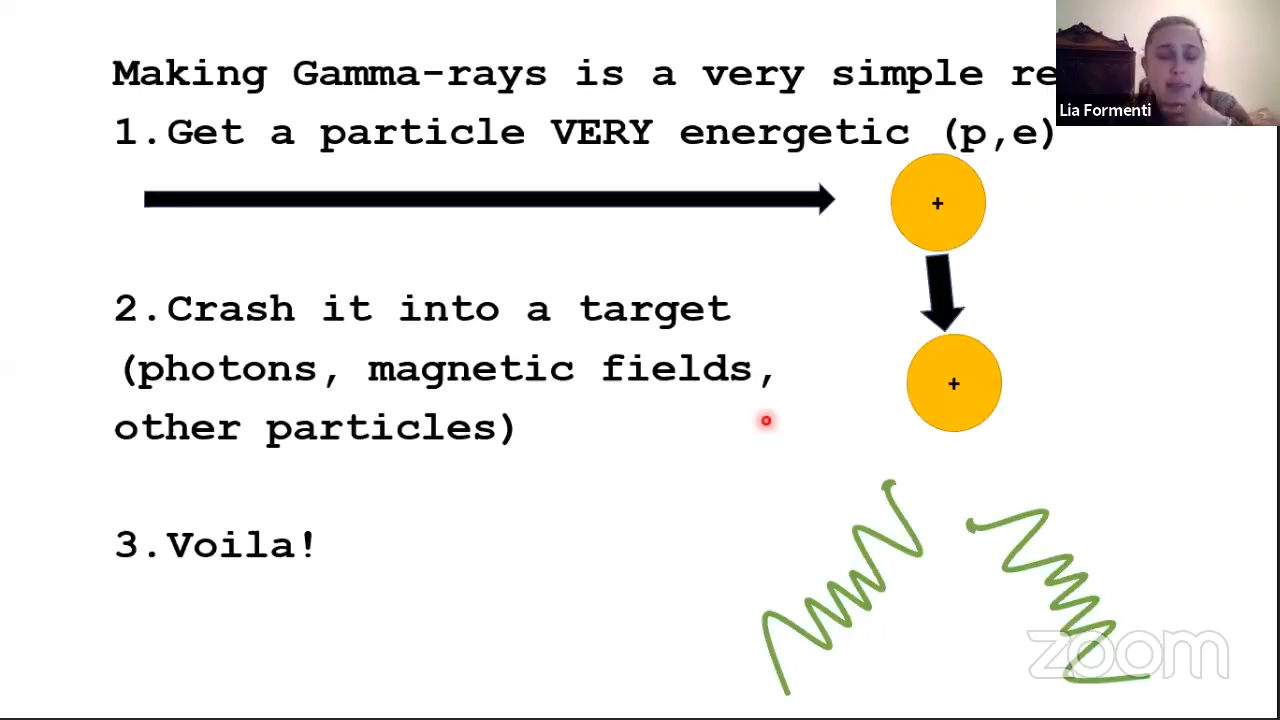 Making Gamma-rays is a very simple re
1.Get a particle VERY energetic (p,e)
+
2.Crash it into a target
(photons, magnetic fields,
other particles)
+
3.Voila!
Lia Formenti
zoom